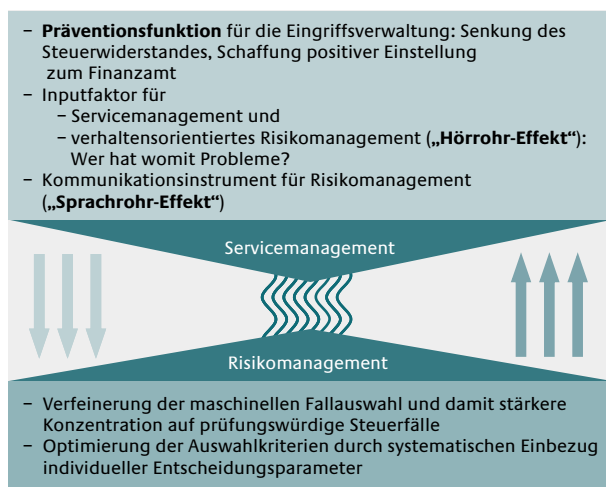 – Präventionsfunktion für die Eingriffsverwaltung: Senkung des
Steuerwiderstandes, Schaffung positiver Einstellung
zum Finanzamt
– Inputfaktor für
– Servicemanagement und
– verhaltensorientiertes Risikomanagement („Hörrohr-Effekt“):
Wer hat womit Probleme?
– Kommunikationsinstrument für Risikomanagement
(„Sprachrohr-Effekt“)
Servicemanagement
Risikomanagement
– Verfeinerung der maschinellen Fallauswahl und damit stärkere
Konzentration auf prüfungswürdige Steuerfälle
– Optimierung der Auswahlkriterien durch systematischen Einbezug
individueller Entscheidungsparameter